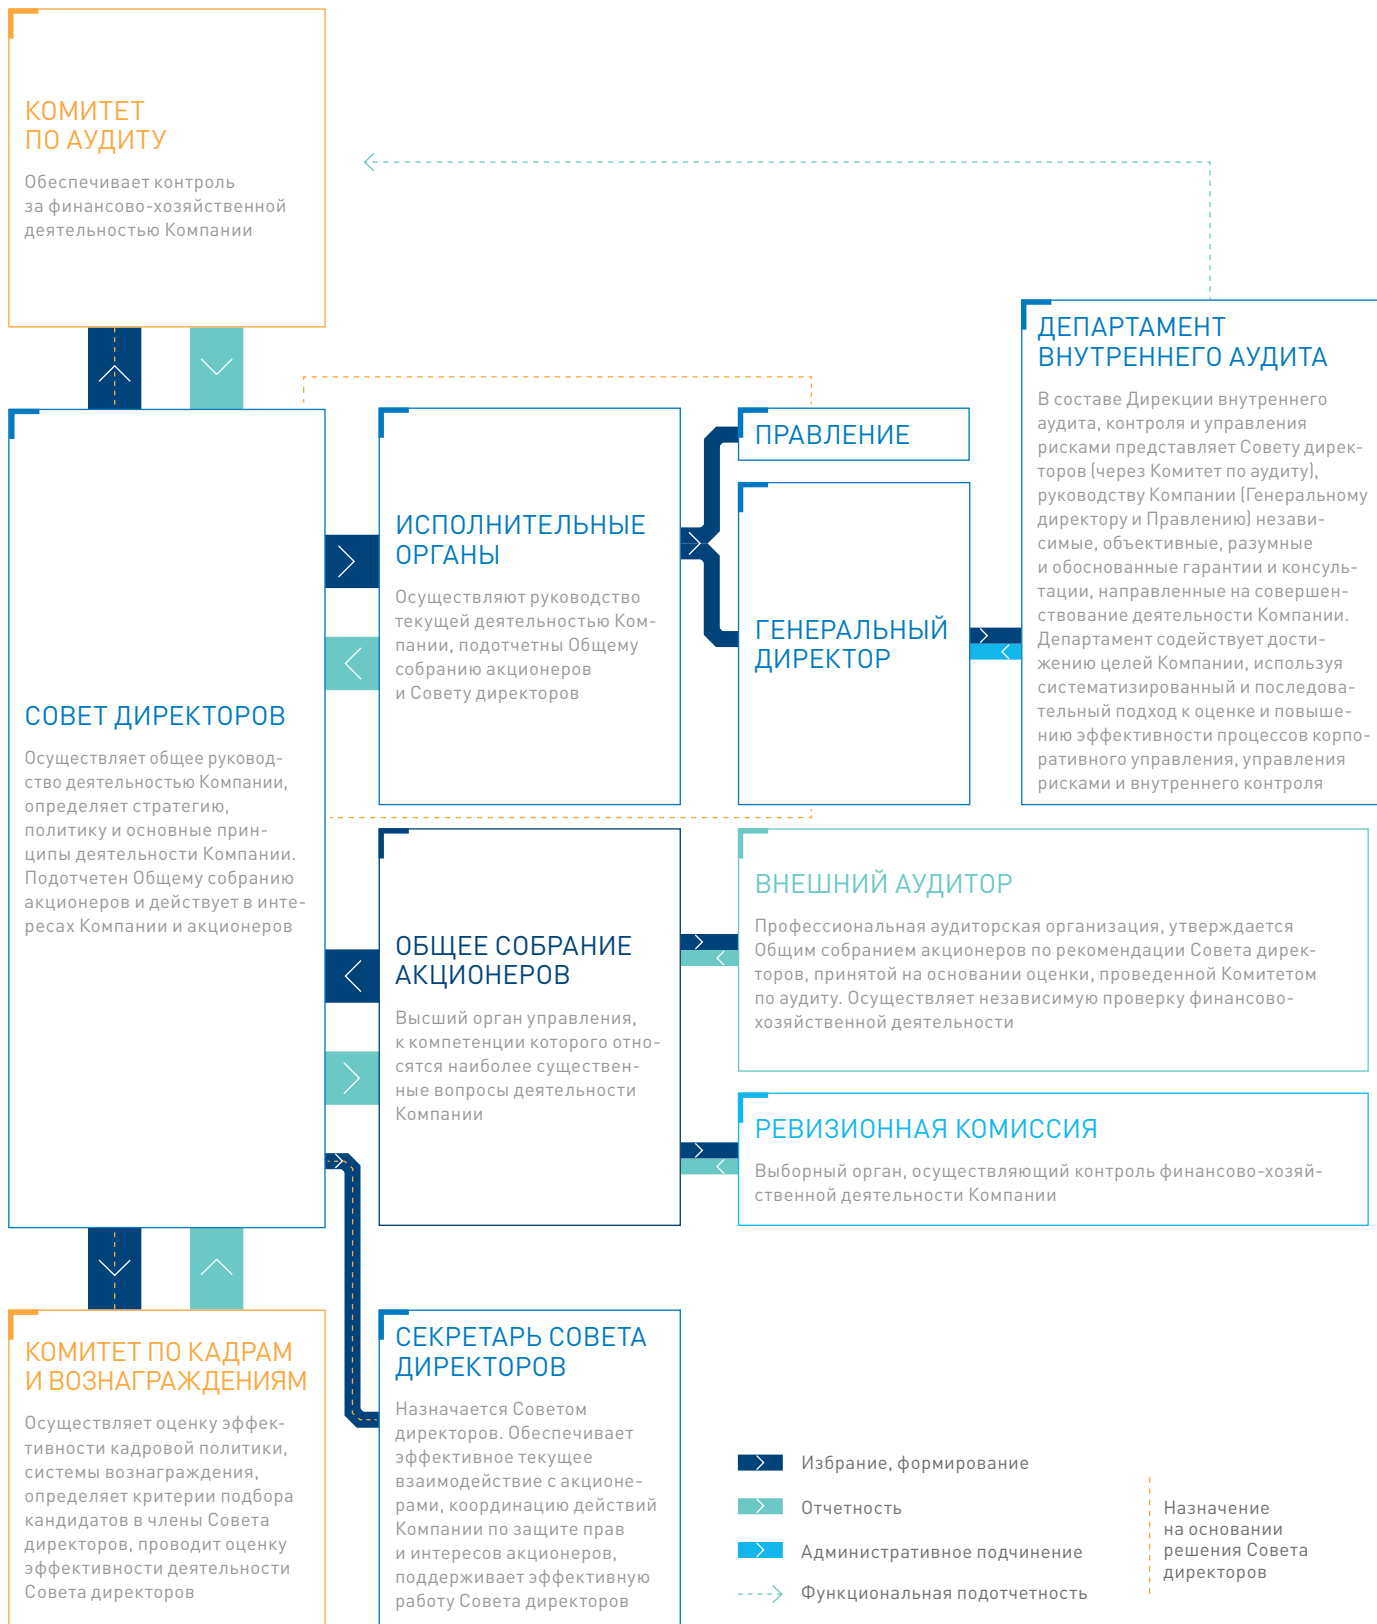 КОМИТЕТ
ПО АУДИТУ
Обеспечивает контроль
за финансово-хозяйственной
деятельностью Компании
ДЕПАРТАМЕНТ
ВНУТРЕННЕГО АУДИТА
В составе Дирекции внутреннего
аудита, контроля и управления
рисками представляет Совету дирек-
торов (через Комитет по аудиту),
руководству Компании (Генеральному
директору и Правлению) незави-
симые, объективные, разумные
и обоснованные гарантии и консуль-
тации, направленные на совершен-
ствование деятельности Компании.
Департамент содействует дости-
жению целей Компании, используя
систематизированный и последова-
тельный подход к оценке и повыше-
нию эффективности процессов корпо-
ративного управления, управления
рисками и внутреннего контроля
ПРАВЛЕНИЕ
ИСПОЛНИТЕЛЬНЫЕ
ОРГАНЫ
Осуществляют руководство
текущей деятельностью Ком-
пании, подотчетны Общему
собранию акционеров
и Совету директоров
ГЕНЕРАЛЬНЫЙ
ДИРЕКТОР
СОВЕТ ДИРЕКТОРОВ
Осуществляет общее руковод-
ство деятельностью Компании,
определяет стратегию,
политику и основные прин-
ципы деятельности Компании.
Подотчетен Общему собранию
акционеров и действует в инте-
ресах Компании и акционеров
ОБЩЕЕ СОБРАНИЕ
АКЦИОНЕРОВ
Высший орган управления,
к компетенции которого отно-
сятся наиболее существен-
ные вопросы деятельности
Компании
ВНЕШНИЙ АУДИТОР
Профессиональная аудиторская организация, утверждается
Общим собранием акционеров по рекомендации Совета дирек-
торов, принятой на основании оценки, проведенной Комитетом
по аудиту. Осуществляет независимую проверку финансово-
хозяйственной деятельности
РЕВИЗИОННАЯ КОМИССИЯ
Выборный орган, осуществляющий контроль финансово-хозяй-
ственной деятельности Компании
КОМИТЕТ ПО КАДРАМ
И ВОЗНАГРАЖДЕНИЯМ
Осуществляет оценку эффек-
тивности кадровой политики,
системы вознаграждения,
определяет критерии подбора
кандидатов в члены Совета
директоров, проводит оценку
эффективности деятельности
Совета директоров
СЕКРЕТАРЬ СОВЕТА
ДИРЕКТОРОВ
Назначается Советом
директоров. Обеспечивает
эффективное текущее
взаимодействие с акционе-
рами, координацию действий
Компании по защите прав
и интересов акционеров,
поддерживает эффективную
работу Совета директоров
Избрание, формирование
Отчетность
Административное подчинение
Функциональная подотчетность
Назначение
на основании
решения Совета
директоров